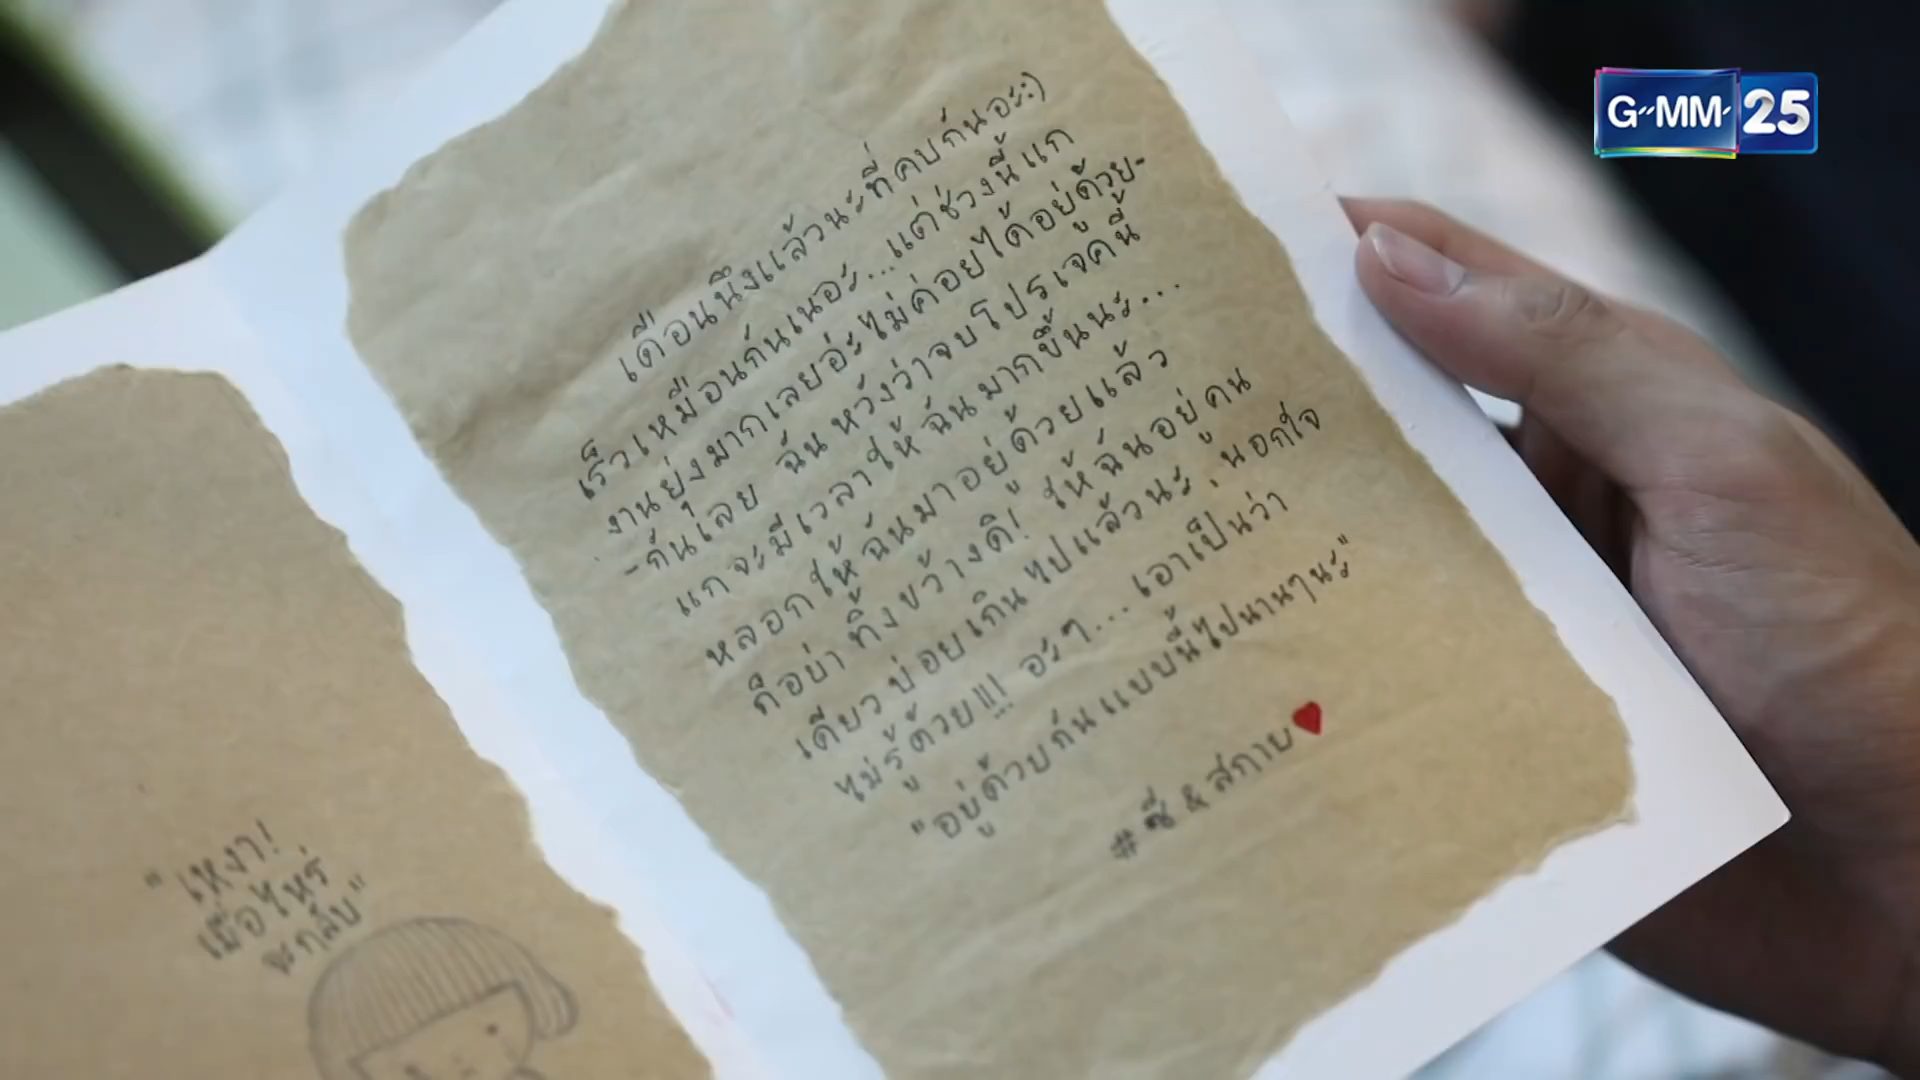 G-MM-25
เดือนนึงแล้วนะที่คบกันอะ:)
เร็วเหมือนกันเนอะ...แต่ช่วงนี้แก
งานยุ่งมากเลยอ่ะไม่ค่อยได้อยู่ด้วย-
-กันเลย ฉันหวังว่าจบโปรเจคนี้
แกจะมีเวลาให้ฉันมากขึ้นนะ...
หลอกให้ฉันมาอยู่ด้วยแล้ว
ก็อย่าทิ้งขว้างดิ! ให้ฉันอยู่คน
เดียวบ่อยเกินไปแล้วนะ, นอกใจ
ไม่รู้ด้วย!!! อะๆ... เอาเป็นว่า
"อยู่ด้วยกันแบบนี้ไปนานๆนะ"
#ซี & สกาย
"เหงา!
เมื่อไหร่
จะกลับ"